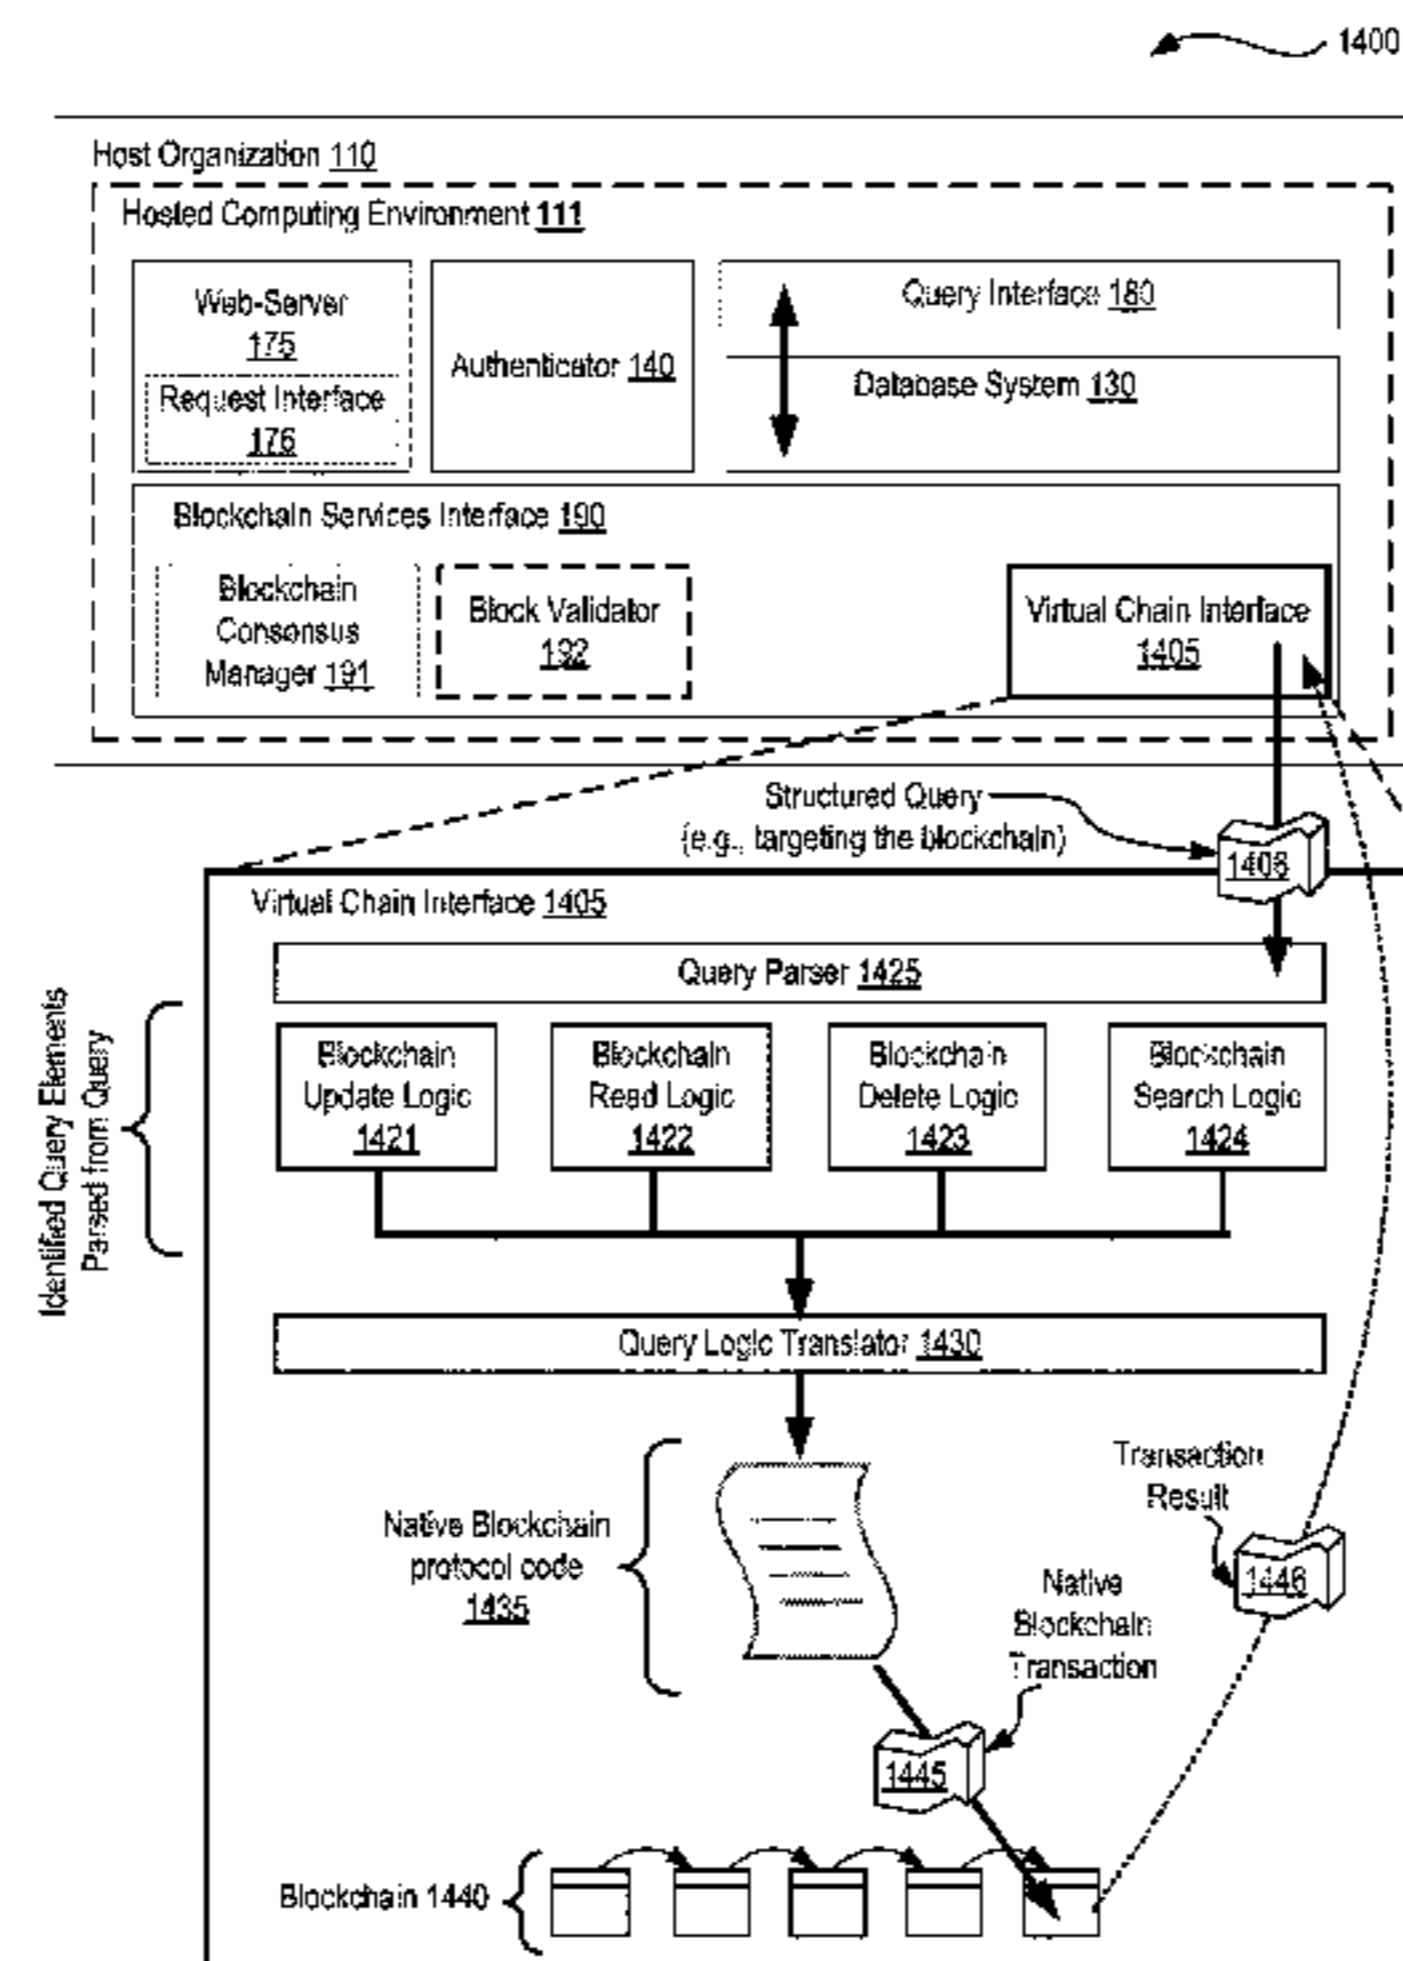 1400
Host Organization 110
Hosted Computing Environment 111
Web-Server
175
Request Interface
176
Authenticator 140
Query Interface 180
Database System 130
Blockchain Services Interface 190
Blockchain
Consensus
Manager 191
Block Validator
192
Virtual Chain Interface
1405
Structured Query
(e.g., targeting the blockchain)
1406
Virtual Chain Interface 1405
Query Parser 1425
Identified Query Elements
Parsed from Query
Blockchain
Update Logic
1421
Blockchain
Read Logic
1422
Blockchain
Delete Logic
1423
Blockchain
Search Logic
1424
Query Logic Translator 1430
Native Blockchain
protocol code
1435
Transaction
Result
1446
Native
Blockchain
Transaction
1445
Blockchain 1440